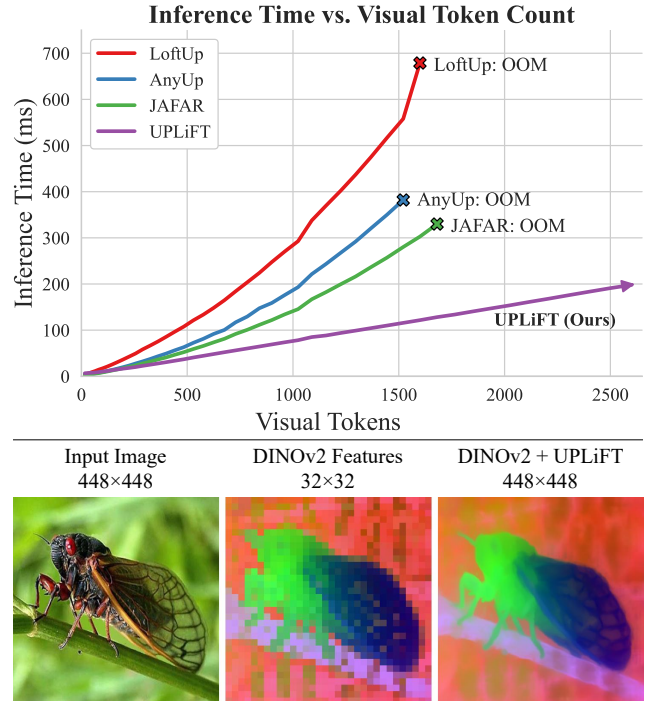 Inference Time vs. Visual Token Count
Inference Time (ms)
700
600
500
400
300
200
100
0
LoftUp
AnyUp
JAFAR
UPLiFT
LoftUp: OOM
AnyUp: OOM
JAFAR: OOM
UPLiFT (Ours)
0 500 1000 1500 2000 2500
Visual Tokens
Input Image
448×448
DINOv2 Features
32×32
DINOv2 + UPLiFT
448×448